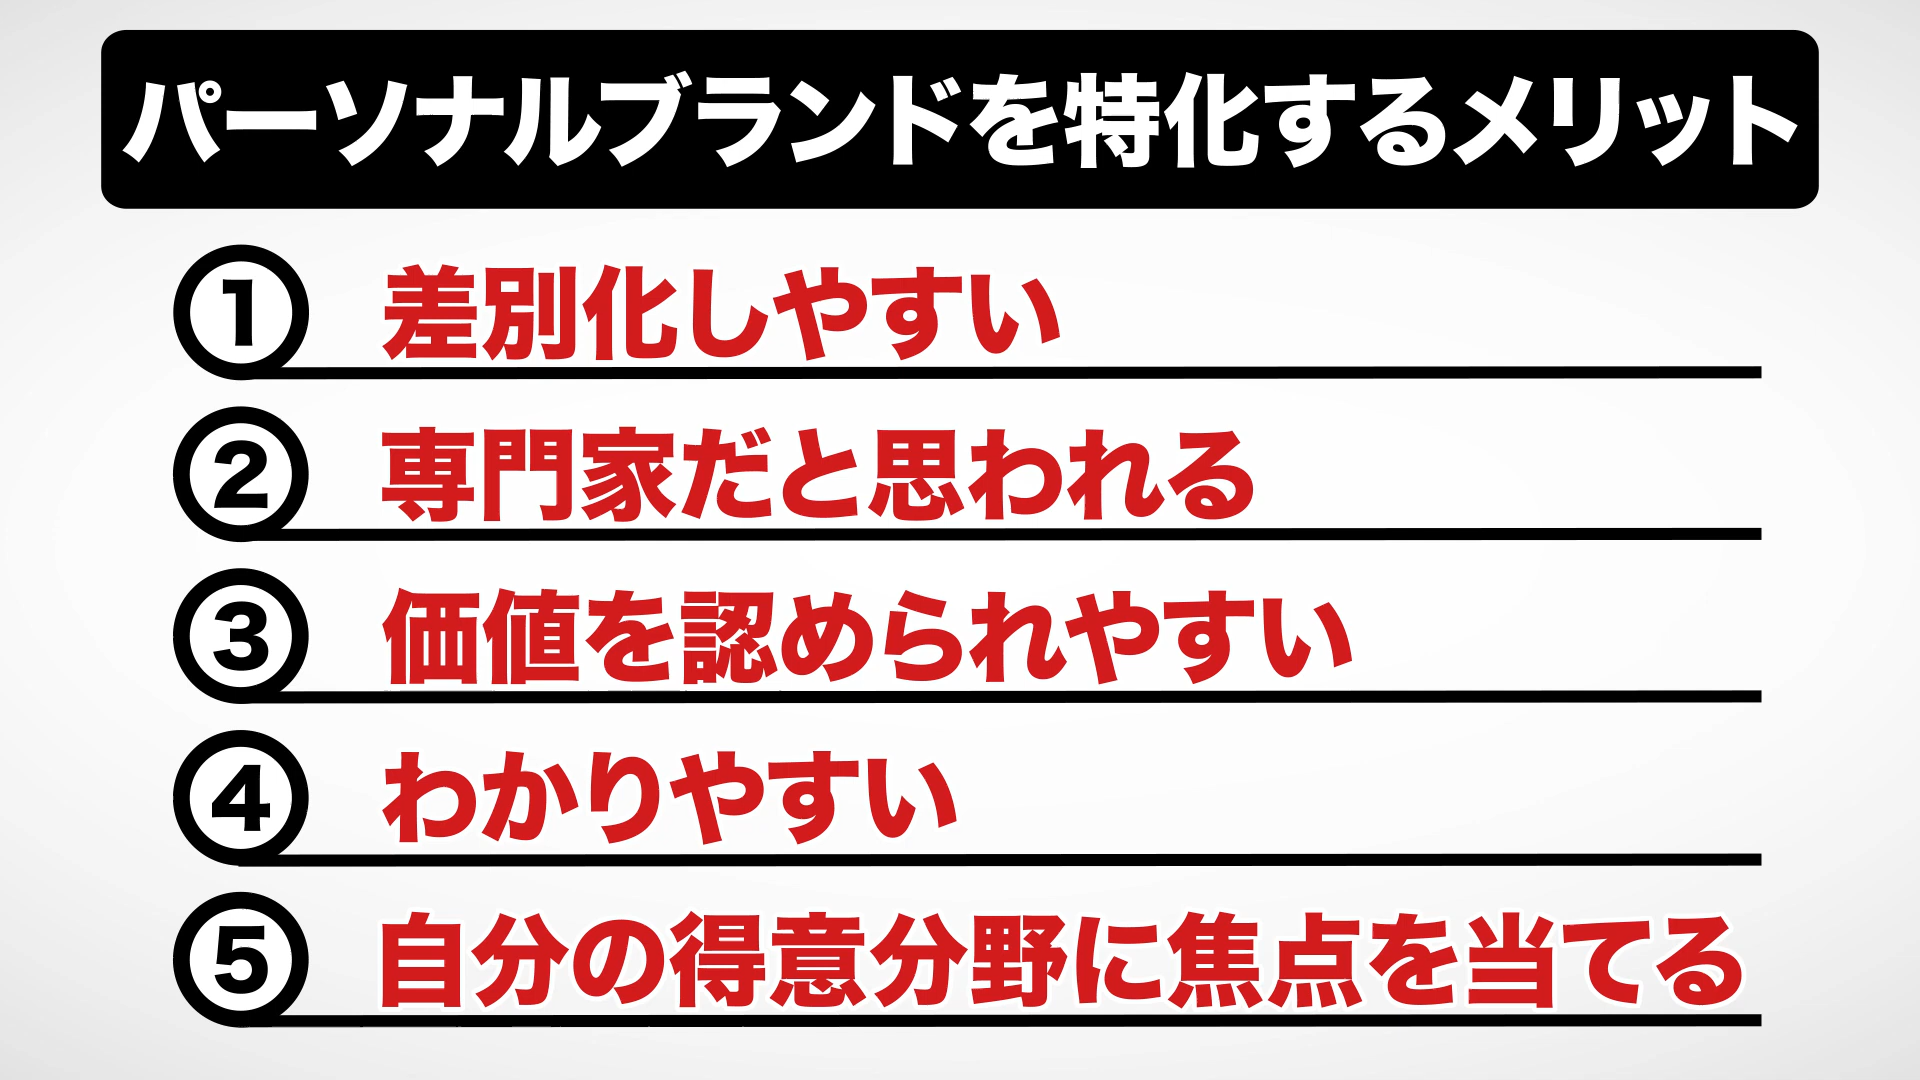 パーソナルブランドを特化するメリット
① 差別化しやすい
② 専門家だと思われる
③ 価値を認められやすい
④ わかりやすい
⑤ 自分の得意分野に焦点を当てる